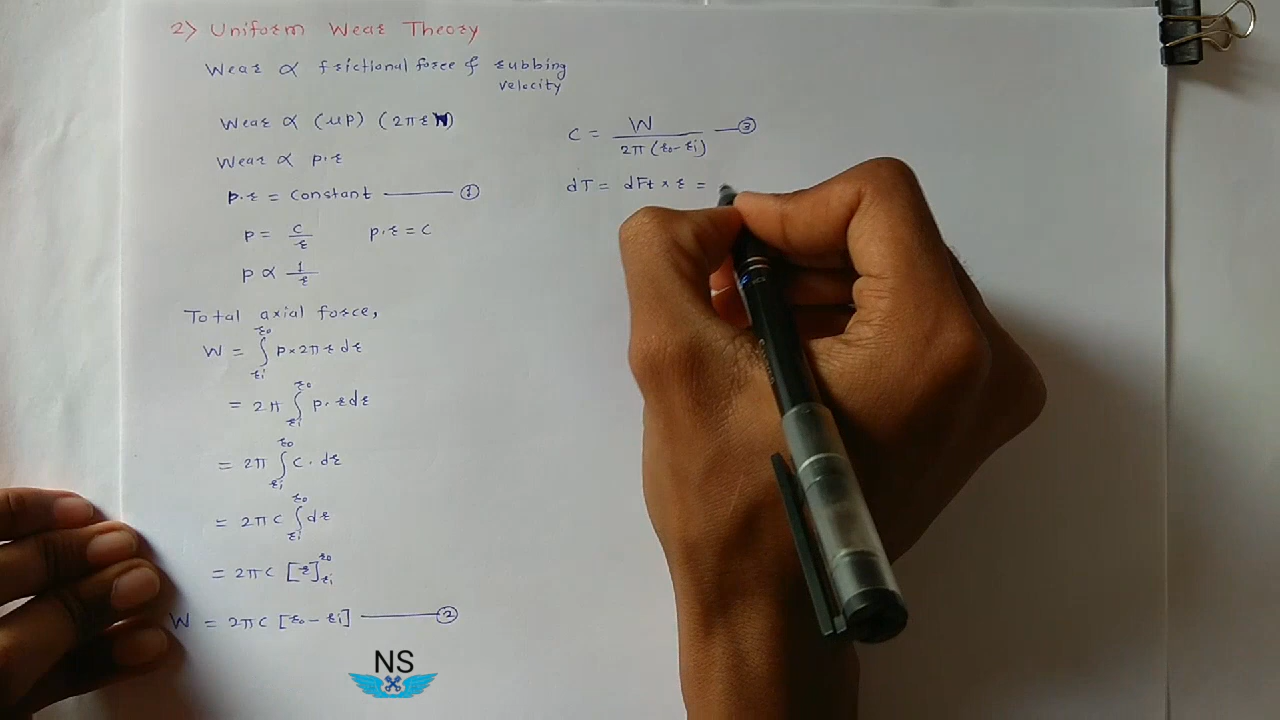 2) Uniform Wear Theory
Wear ∝ frictional force & rubbing velocity
Wear ∝ (μP) (2πrN)
Wear ∝ p.r
p.r = constant —— ①
p = c/r    p.r = C
p ∝ 1/r
Total axial force,
W = ∫_{ri}^{ro} p×2πr dr
= 2π ∫_{ri}^{ro} p.rdr
= 2π ∫_{ri}^{ro} C.dr
= 2πC ∫_{ri}^{ro} dr
= 2πC [r]_{ri}^{ro}
W = 2πC [ro - ri] —— ②
C = W / 2π(ro - ri) —— ③
dT = dFt × r =
NS